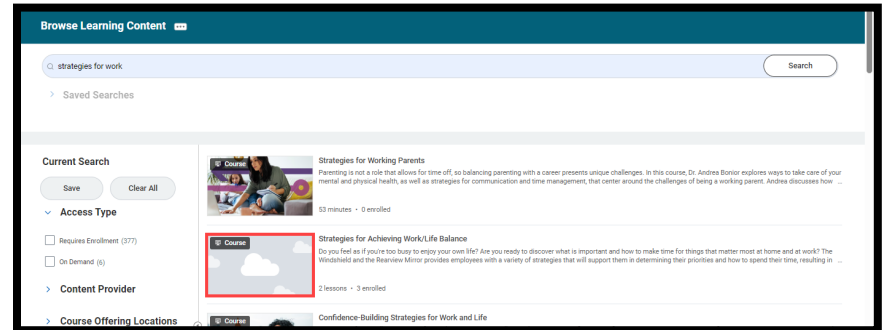 Browse Learning Content
strategies for work
Search
Saved Searches
Current Search
Save
Clear All
Access Type
Requires Enrollment (377)
On Demand (6)
Content Provider
Course Offering Locations
Course
Strategies for Working Parents
Parenting is not a role that allows for time off, so balancing parenting with a career presents unique challenges. In this course, Dr. Andrea Bonior explores ways to take care of your
mental and physical health, as well as strategies for communication and time management, that center around the challenges of being a working parent. Andrea discusses how ...
53 minutes • 0 enrolled
Course
Strategies for Achieving Work/Life Balance
Do you feel as if you're too busy to enjoy your own life? Are you ready to discover what is important and how to make time for things that matter most at home and at work? The
Windshield and the Rearview Mirror provides employees with a variety of strategies that will support them in determining their priorities and how to spend their time, resulting in ...
2 lessons • 3 enrolled
Course
Confidence-Building Strategies for Work and Life